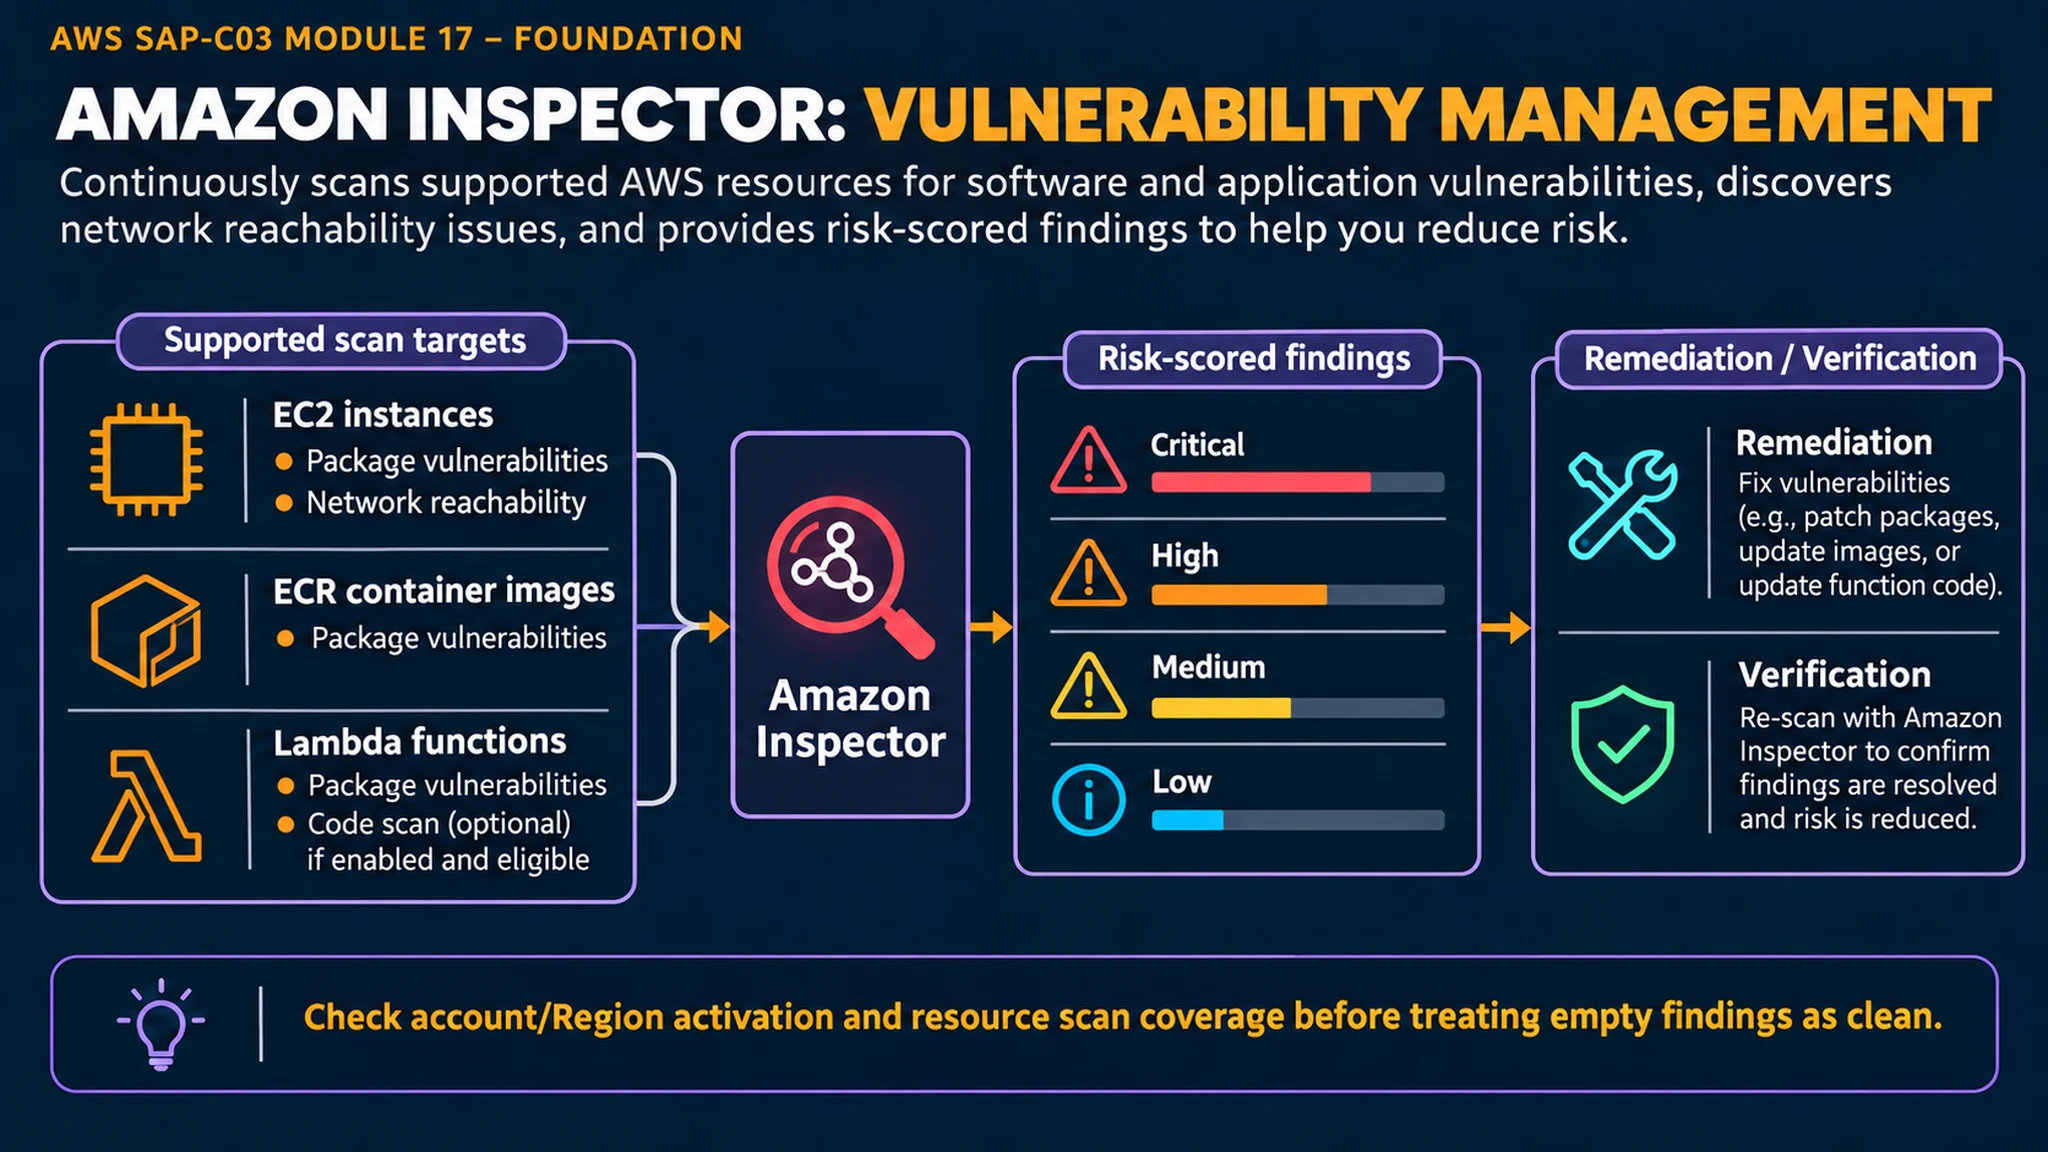 AWS SAP-C03 MODULE 17 – FOUNDATION
AMAZON INSPECTOR: VULNERABILITY MANAGEMENT
Continuously scans supported AWS resources for software and application vulnerabilities, discovers
network reachability issues, and provides risk-scored findings to help you reduce risk.
Supported scan targets
EC2 instances
Package vulnerabilities
Network reachability
ECR container images
Package vulnerabilities
Lambda functions
Package vulnerabilities
Code scan (optional)
if enabled and eligible
Amazon
Inspector
Risk-scored findings
Critical
High
Medium
Low
Remediation / Verification
Remediation
Fix vulnerabilities
(e.g., patch packages,
update images, or
update function code).
Verification
Re-scan with Amazon
Inspector to confirm
findings are resolved
and risk is reduced.
Check account/Region activation and resource scan coverage before treating empty findings as clean.